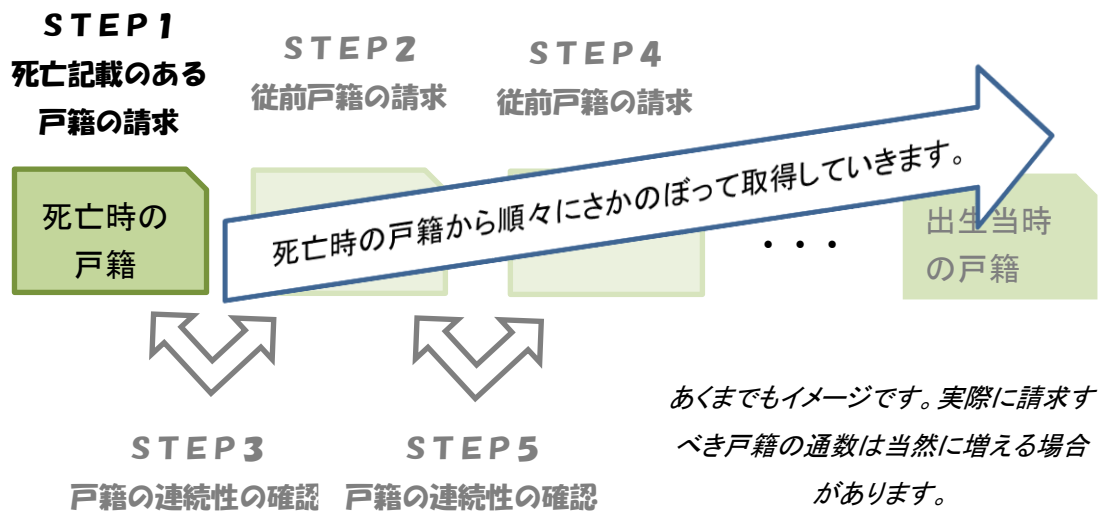 STEP1
死亡記載のある
戸籍の請求
STEP2
従前戸籍の請求
STEP4
従前戸籍の請求
死亡時の
戸籍
死亡時の戸籍から順々にさかのぼって取得していきます。
・・・
出生当時
の戸籍
STEP3
戸籍の連続性の確認
STEP5
戸籍の連続性の確認
あくまでもイメージです。実際に請求す
べき戸籍の通数は当然に増える場合
があります。